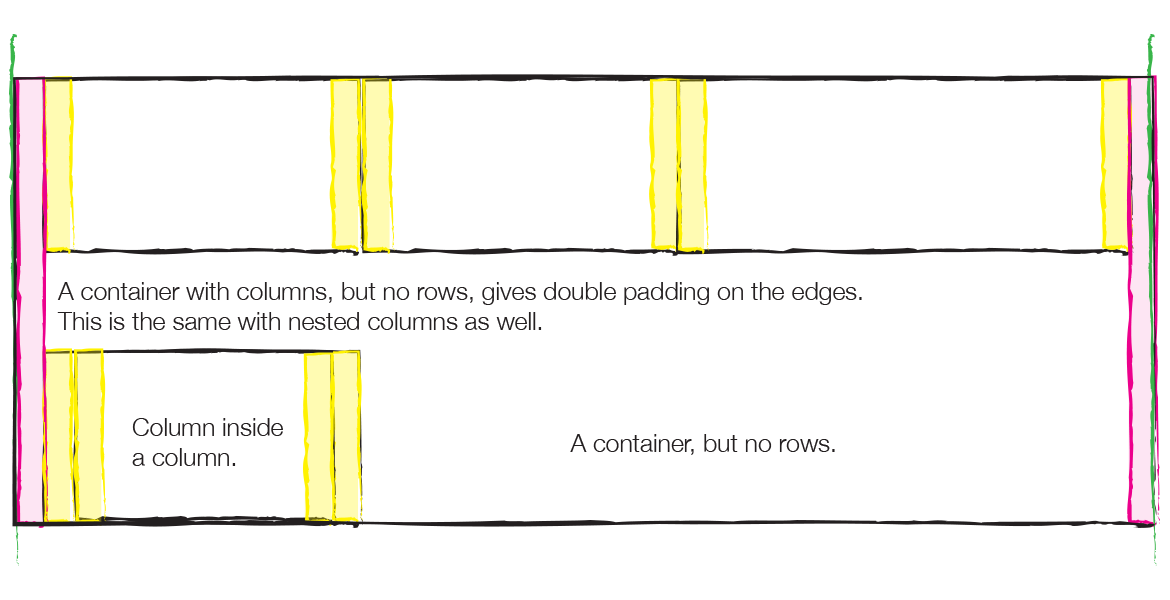 A container with columns, but no rows, gives double padding on the edges.
This is the same with nested columns as well.
Column inside
a column.
A container, but no rows.